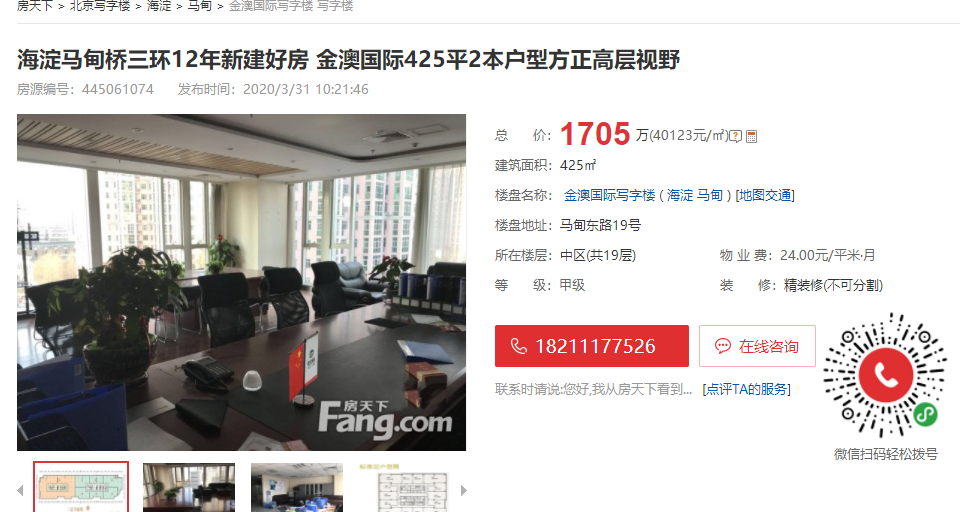 房天下 > 北京写字楼 > 海淀 > 马甸 > 金澳国际写字楼 写字楼
海淀马甸桥三环12年新建好房 金澳国际425平2本户型方正高层视野
房源编号：445061074 发布时间：2020/3/31 10:21:46
总 价： 1705 万(40123元/㎡)
建筑面积： 425㎡
楼盘名称： 金澳国际写字楼 ( 海淀 马甸 ) [地图交通]
楼盘地址： 马甸东路19号
所在楼层： 中区(共19层) 物 业 费： 24.00元/平米·月
等 级： 甲级 装 修： 精装修(不可分割)
18211177526 在线咨询
联系时请说:您好,我从房天下看到... [点评TA的服务]
微信扫码轻松拨号
房天下
Fang.com